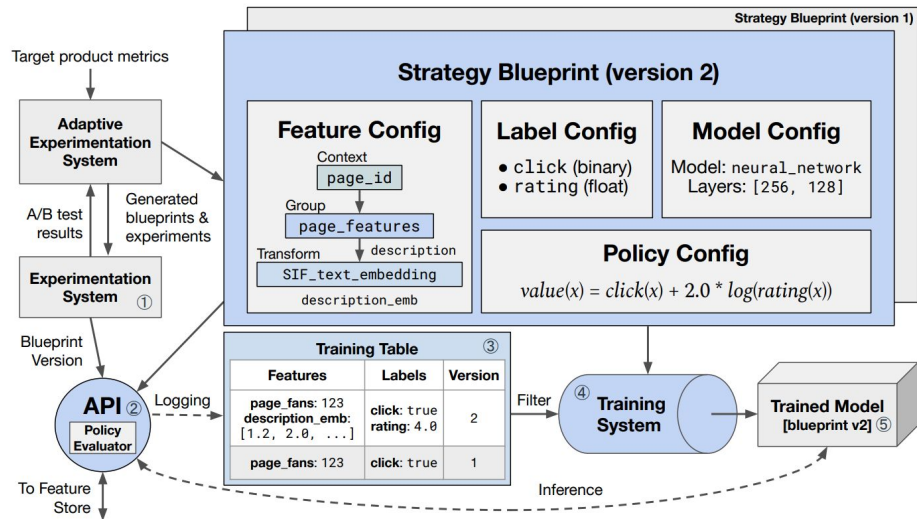 Strategy Blueprint (version 1)
Target product metrics
Strategy Blueprint (version 2)
Adaptive
Experimentation
System
A/B test
results
Generated
blueprints &
experiments
Experimentation
System
①
Blueprint
Version
Feature Config
Context
page_id
Group
page_features
description
Transform
SIF_text_embedding
description_emb
Label Config
● click (binary)
● rating (float)
Model Config
Model: neural_network
Layers: [256, 128]
Policy Config
value(x) = click(x) + 2.0 * log(rating(x))
API ②
Policy
Evaluator
Logging
To Feature
Store
Training Table ③
Features Labels Version
page_fans: 123
description_emb:
[1.2, 2.0, ...]
click: true
rating: 4.0
2
page_fans: 123 click: true 1
Filter
④
Training
System
Trained Model
[blueprint v2] ⑤
Inference